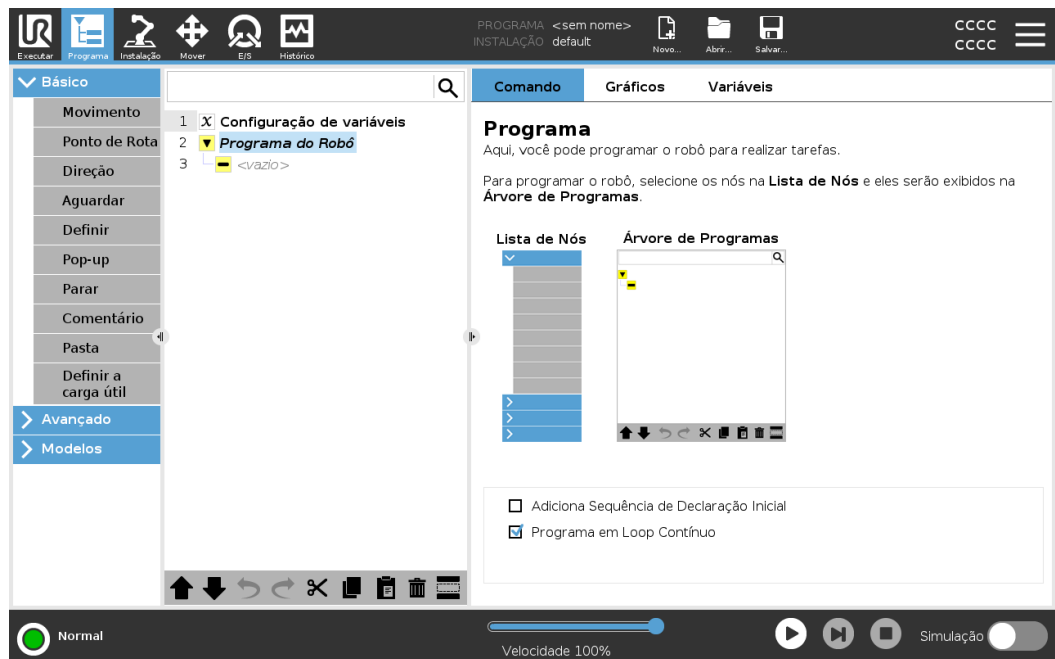 UR
PROGRAMA <sem nome>
INSTALAÇÃO default
CCCC
CCCC
Executar Programa Instalação Mover E/S Histórico Novo... Abrir... Salvar...
Básico
Movimento
Ponto de Rota
Direção
Aguardar
Definir
Pop-up
Parar
Comentário
Pasta
Definir a
carga útil
Avançado
Modelos
1 x Configuração de variáveis
2 Programa do Robô
3 <vazio>
Comando Gráficos Variáveis
Programa
Aqui, você pode programar o robô para realizar tarefas.
Para programar o robô, selecione os nós na Lista de Nós e eles serão exibidos na
Árvore de Programas.
Lista de Nós Árvore de Programas
Adiciona Sequência de Declaração Inicial
Programa em Loop Contínuo
Normal
Velocidade 100%
Simulação